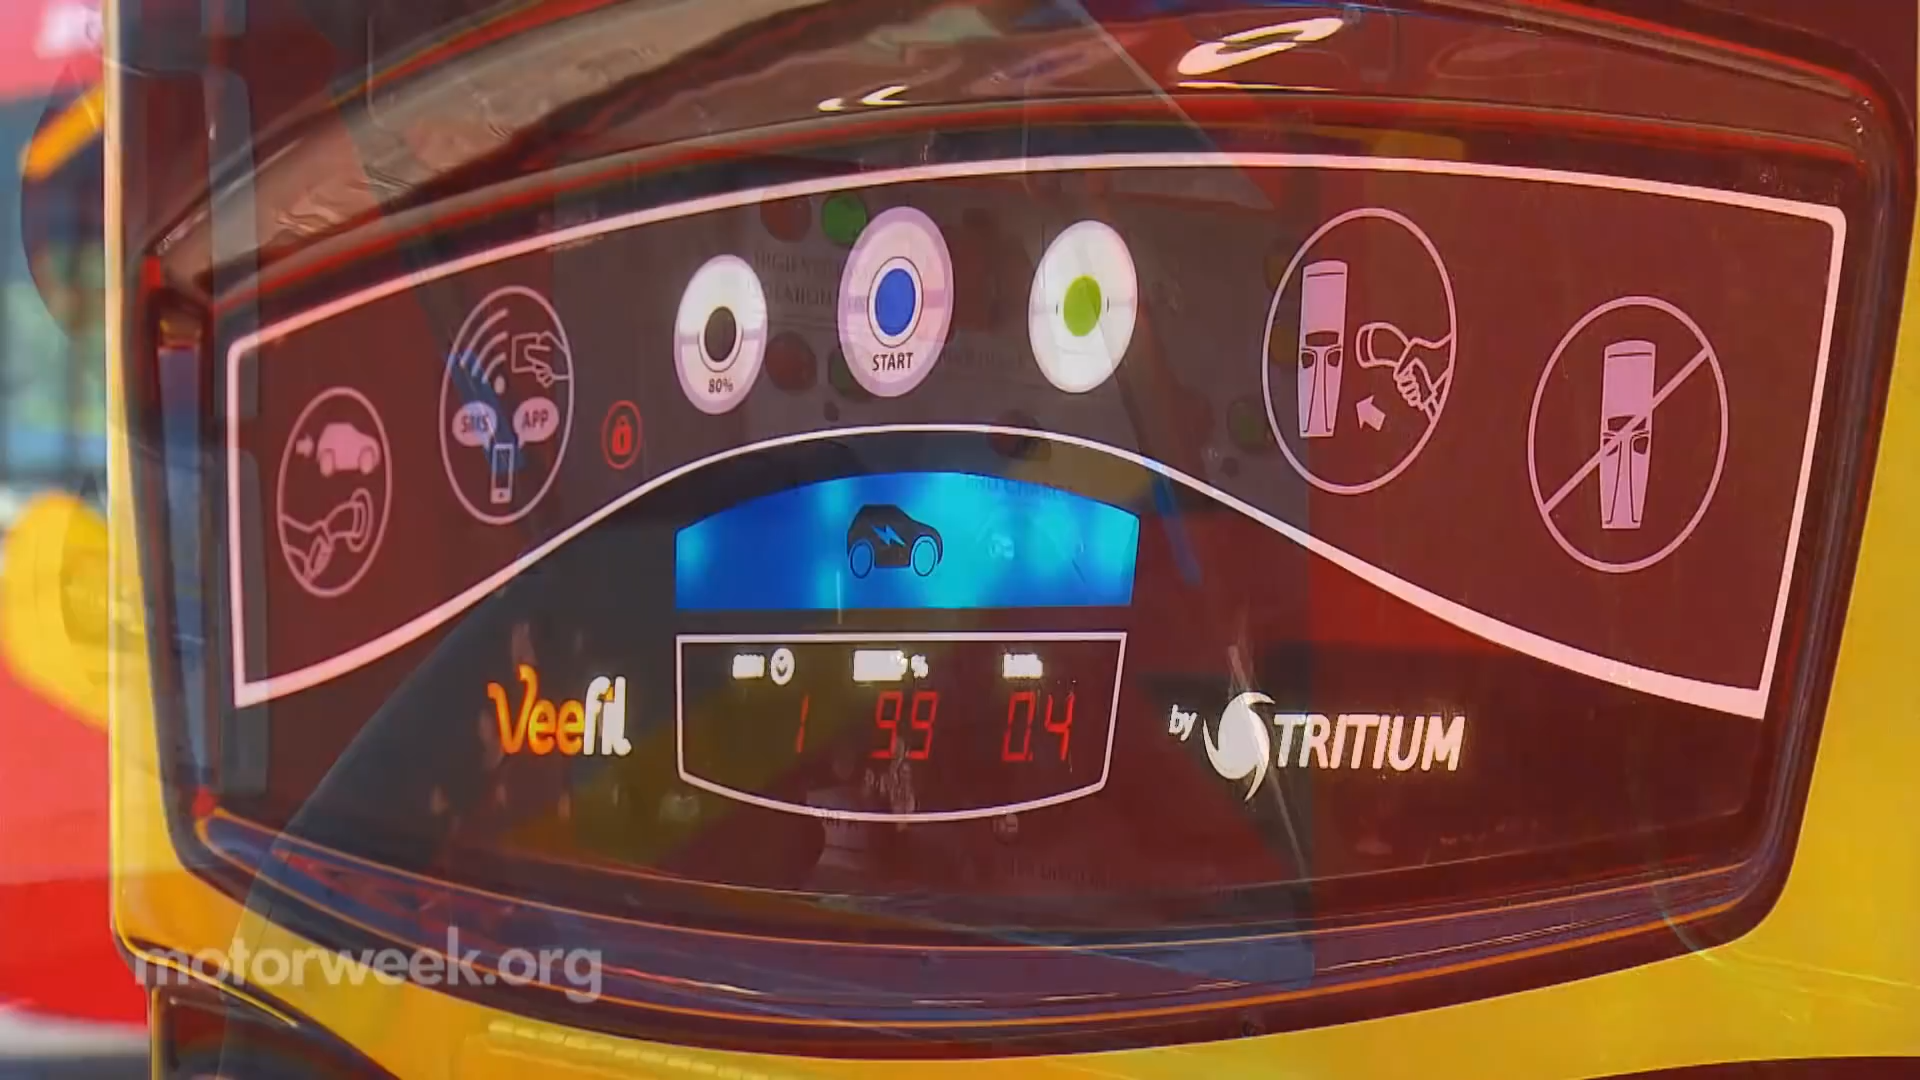 START
80%
SMS
APP
%
1 99 0.4
Veefil
by TRITIUM
motorweek.org